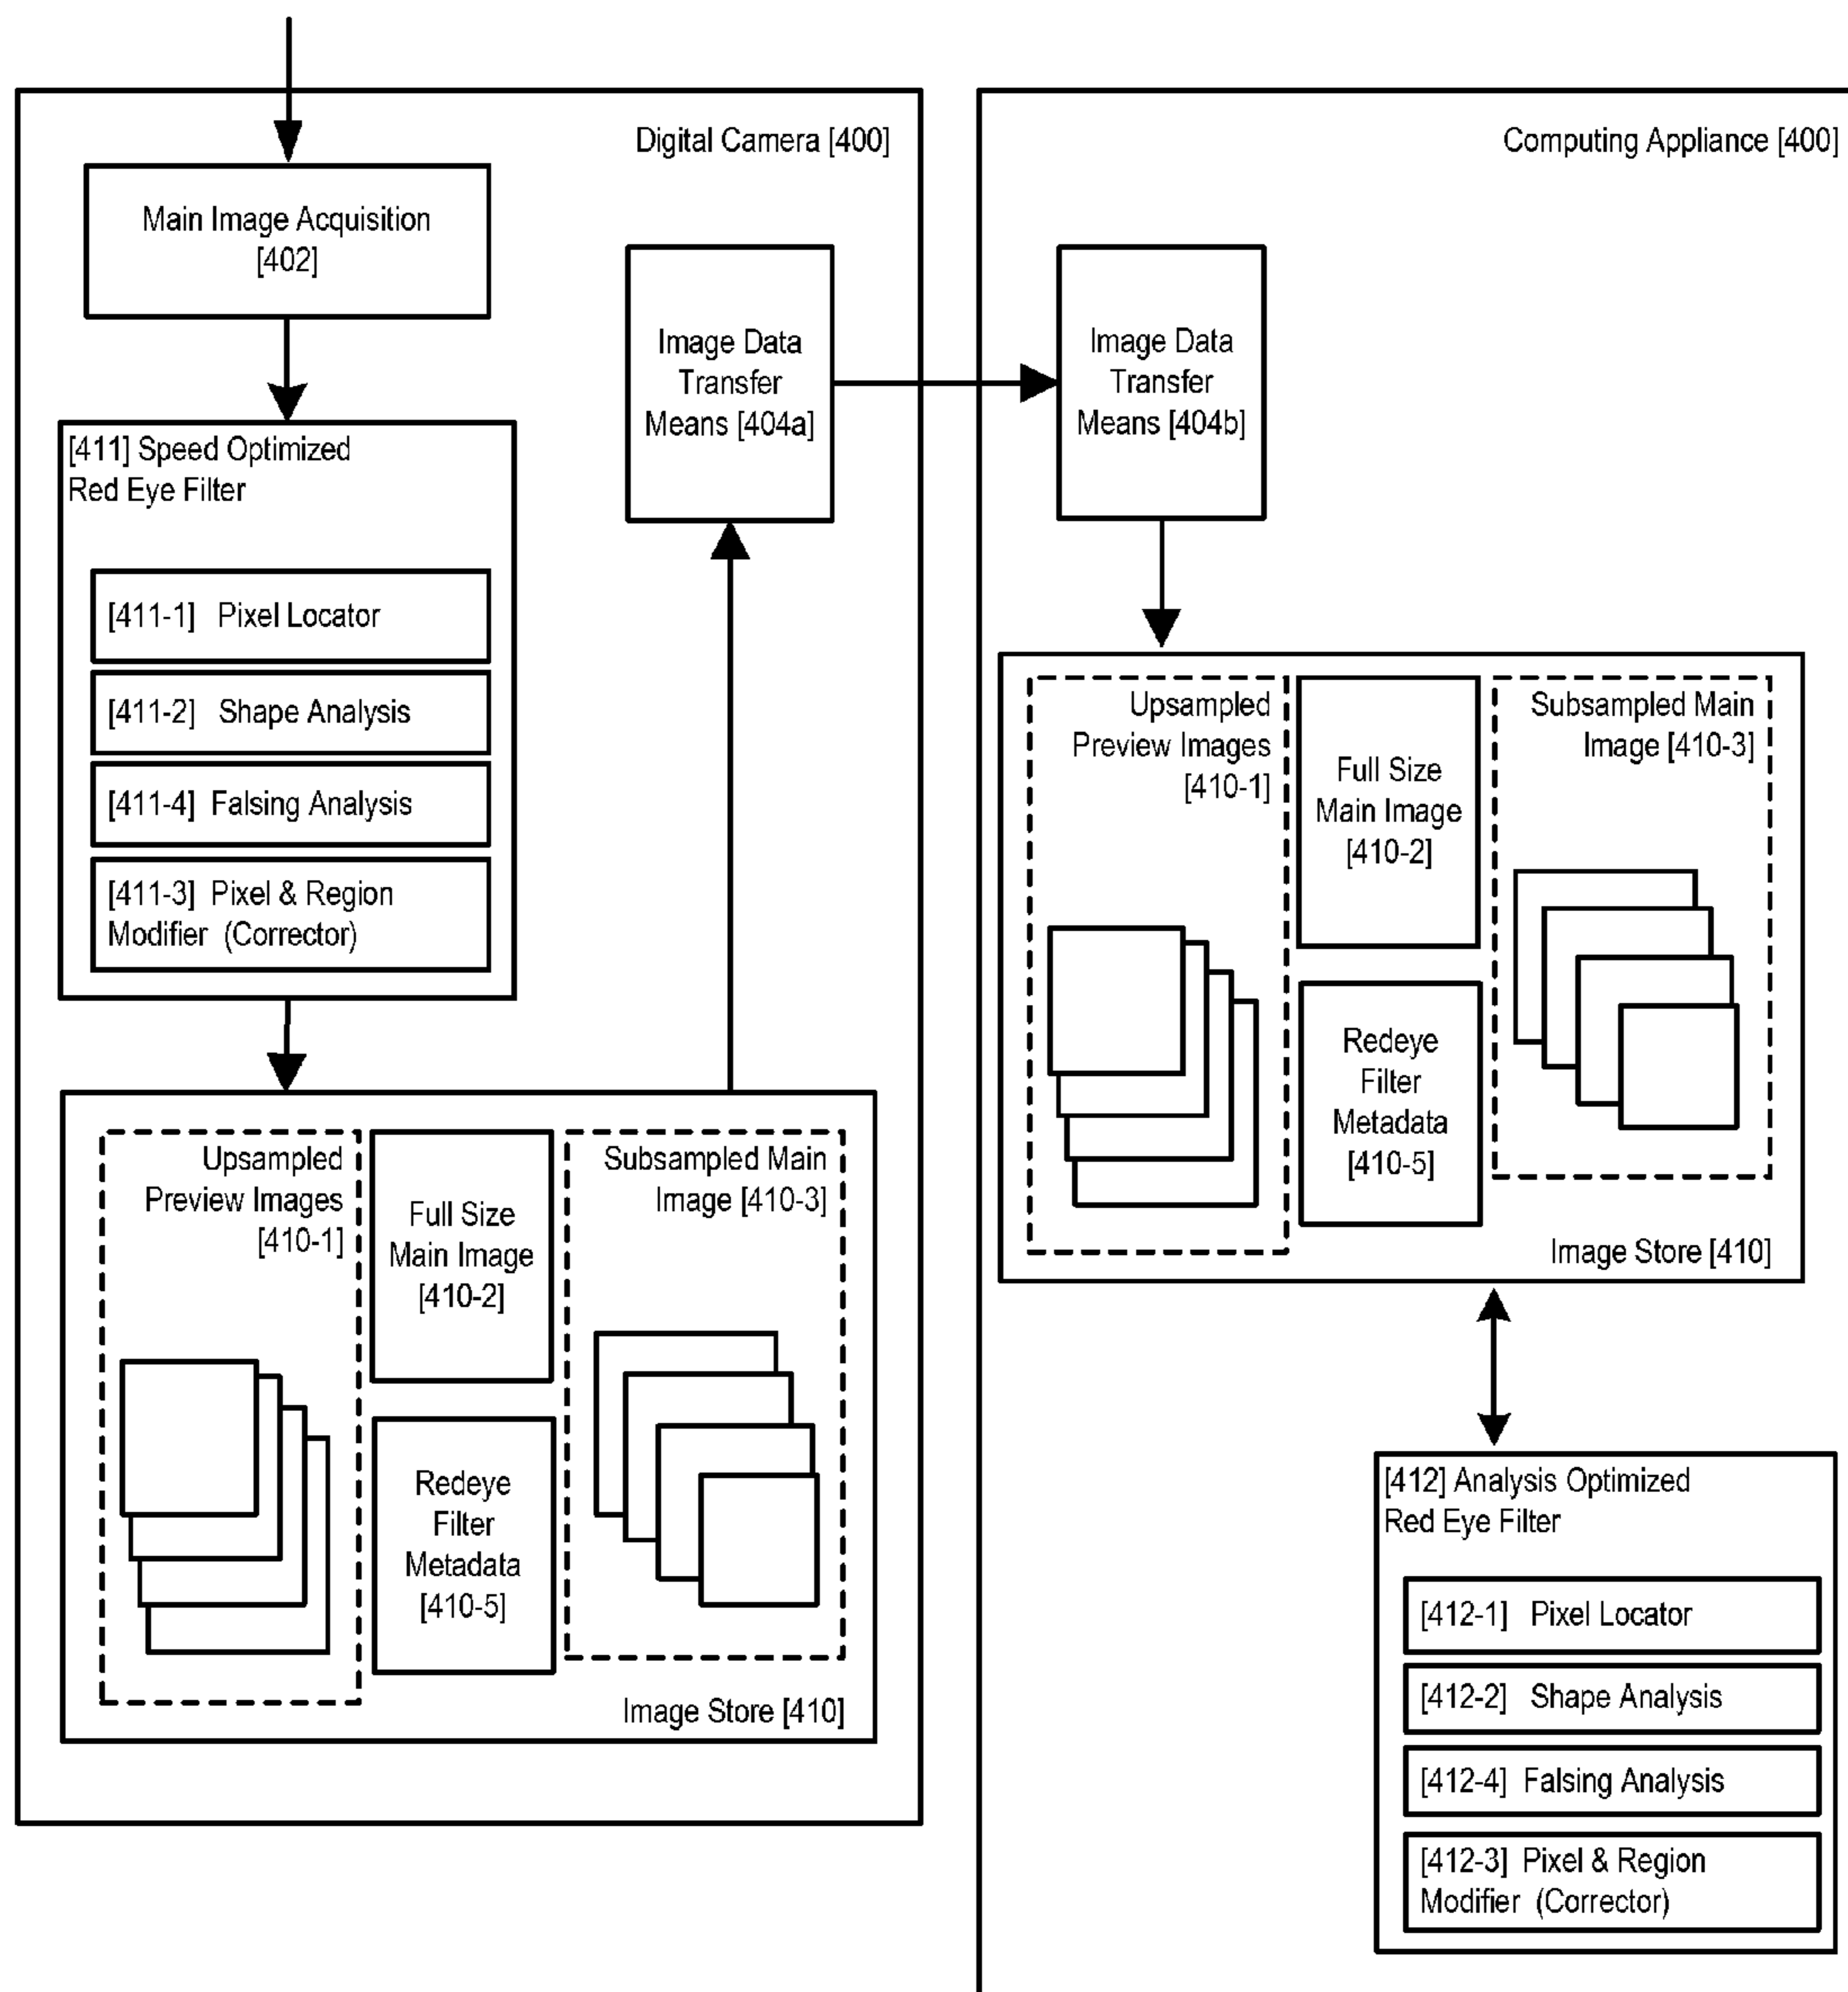 Digital Camera [400]
Main Image Acquisition
[402]
[411] Speed Optimized
Red Eye Filter
[411-1] Pixel Locator
[411-2] Shape Analysis
[411-4] Falsing Analysis
[411-3] Pixel & Region
Modifier (Corrector)
Image Data
Transfer
Means [404a]
Upsampled
Preview Images
[410-1]
Full Size
Main Image
[410-2]
Subsampled Main
Image [410-3]
Redeye
Filter
Metadata
[410-5]
Image Store [410]
Computing Appliance [400]
Image Data
Transfer
Means [404b]
Upsampled
Preview Images
[410-1]
Full Size
Main Image
[410-2]
Subsampled Main
Image [410-3]
Redeye
Filter
Metadata
[410-5]
Image Store [410]
[412] Analysis Optimized
Red Eye Filter
[412-1] Pixel Locator
[412-2] Shape Analysis
[412-4] Falsing Analysis
[412-3] Pixel & Region
Modifier (Corrector)